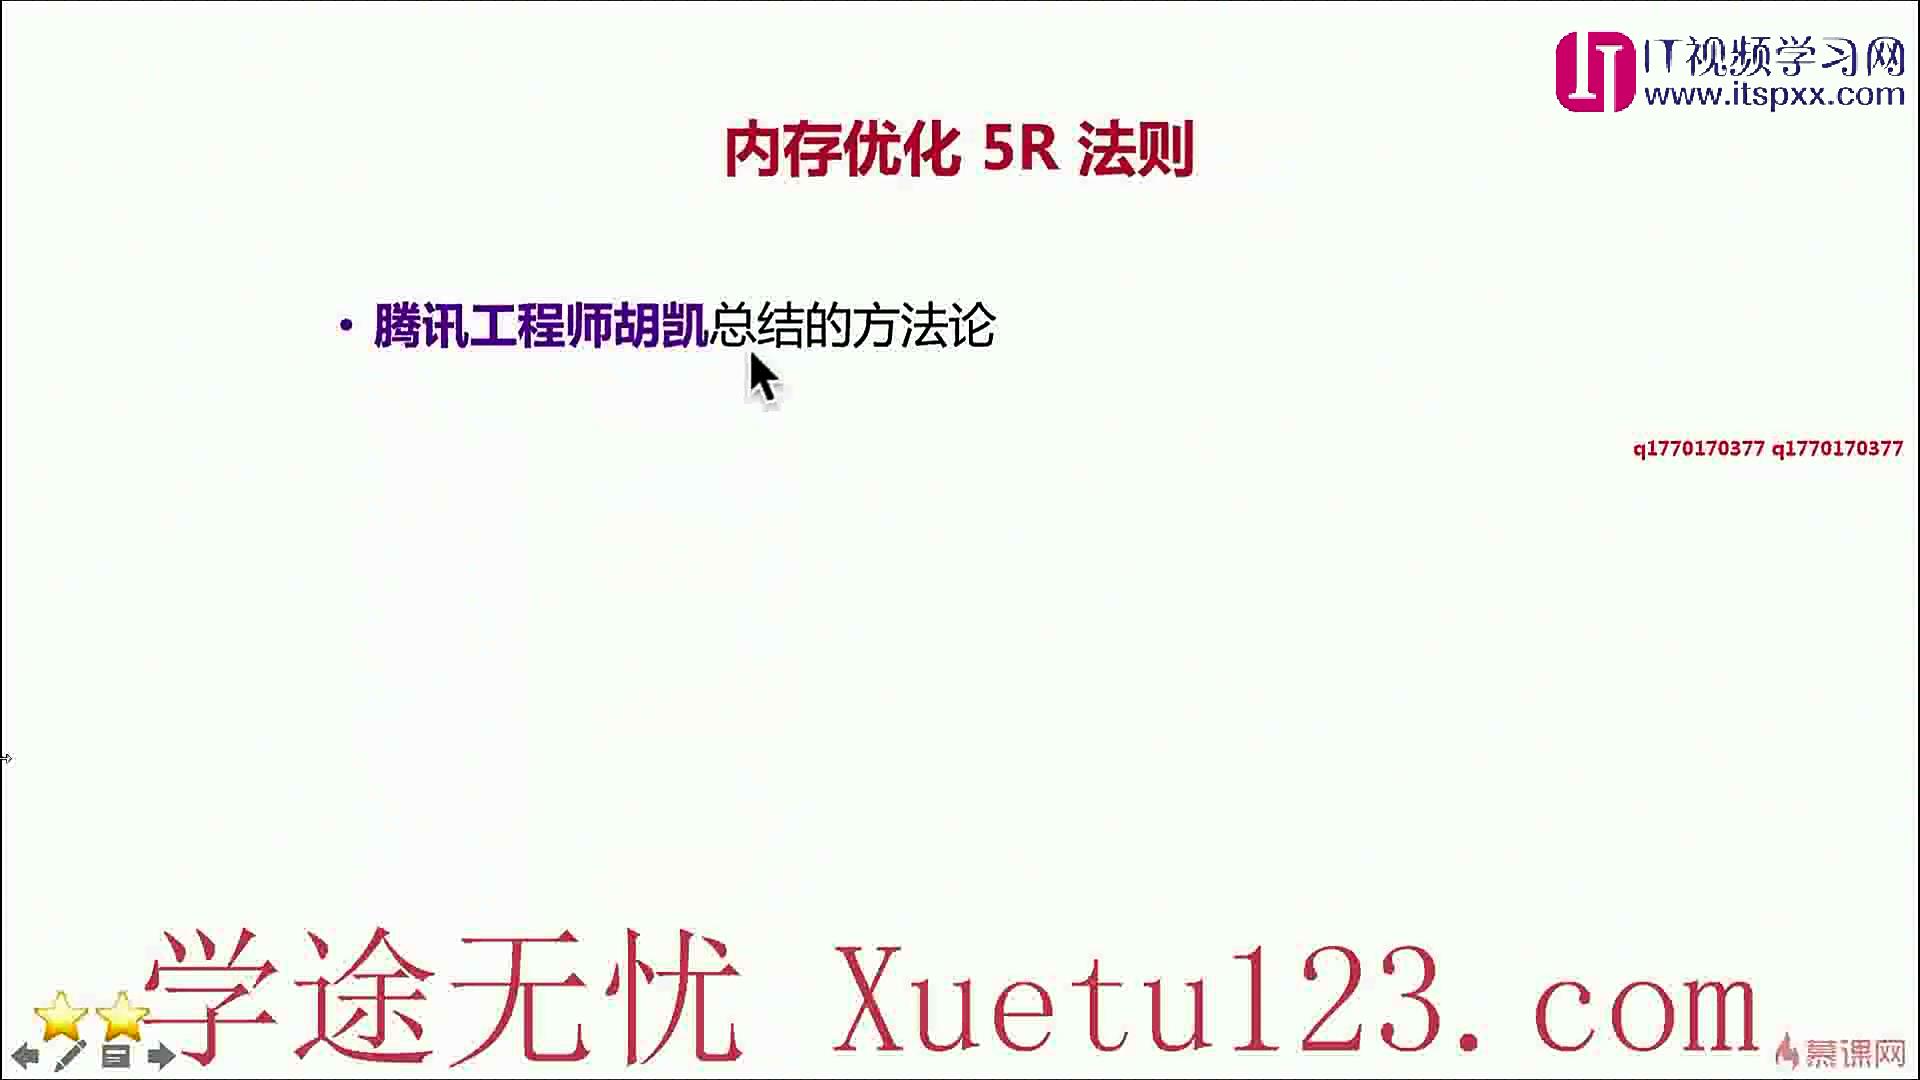 IT视频学习网
www.itspxx.com
内存优化 5R 法则
• 腾讯工程师胡凯总结的方法论
q1770170377 q1770170377
学途无忧 Xuetu123.com
慕课网